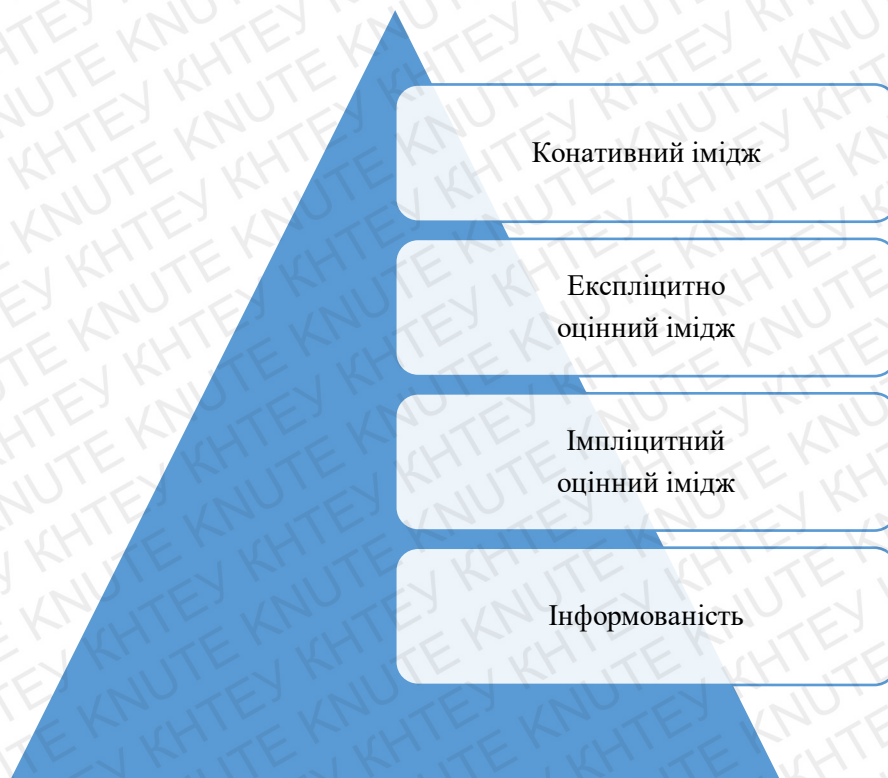 Конативний імідж
Експліцитно
оцінний імідж
Імпліцитний
оцінний імідж
Інформованість